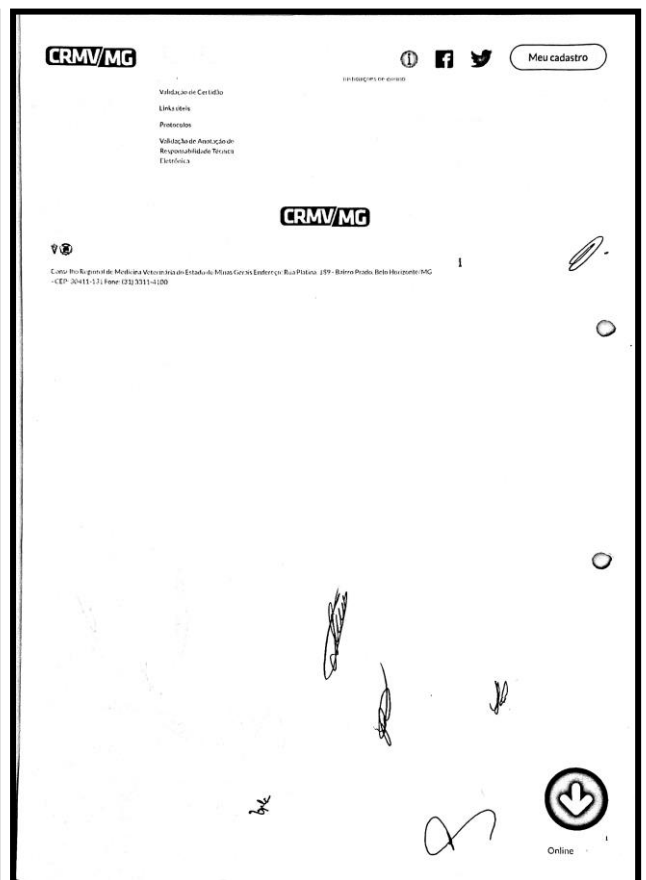 CRMV/MG
Meu cadastro
Validação de Certidão
Links úteis
Protocolos
Validação de Anotação de
Responsabilidade Técnica
Eletrônica
CRMV/MG
Conselho Regional de Medicina Veterinária do Estado de Minas Gerais Endereço: Rua Platina, 189 - Bairro Prado, Belo Horizonte/MG
- CEP: 30411-131 Fone: (31) 3311-4100
1
Online
1